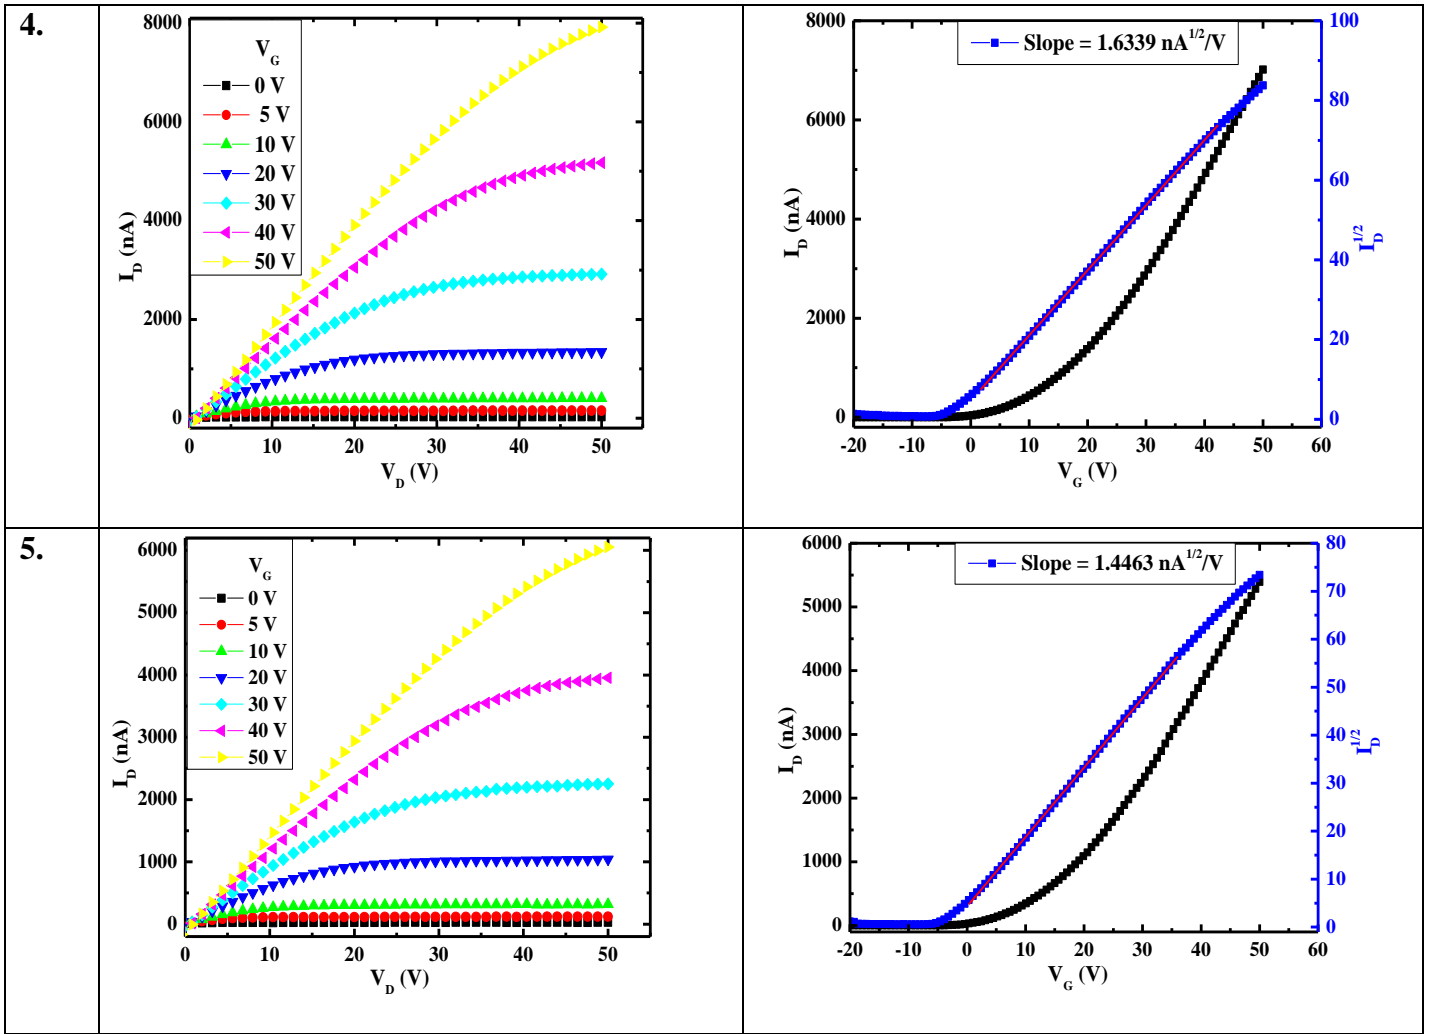 4.
V_G
0 V
5 V
10 V
20 V
30 V
40 V
50 V
8000
6000
4000
2000
0
I_D (nA)
0 10 20 30 40 50
V_D (V)
Slope = 1.6339 nA^1/2/V
8000
6000
4000
2000
0
I_D (nA)
100
80
60
40
20
0
I_D^1/2
-20 -10 0 10 20 30 40 50 60
V_G (V)
5.
V_G
0 V
5 V
10 V
20 V
30 V
40 V
50 V
6000
5000
4000
3000
2000
1000
0
I_D (nA)
0 10 20 30 40 50
V_D (V)
Slope = 1.4463 nA^1/2/V
6000
5000
4000
3000
2000
1000
0
I_D (nA)
80
70
60
50
40
30
20
10
0
I_D^1/2
-20 -10 0 10 20 30 40 50 60
V_G (V)